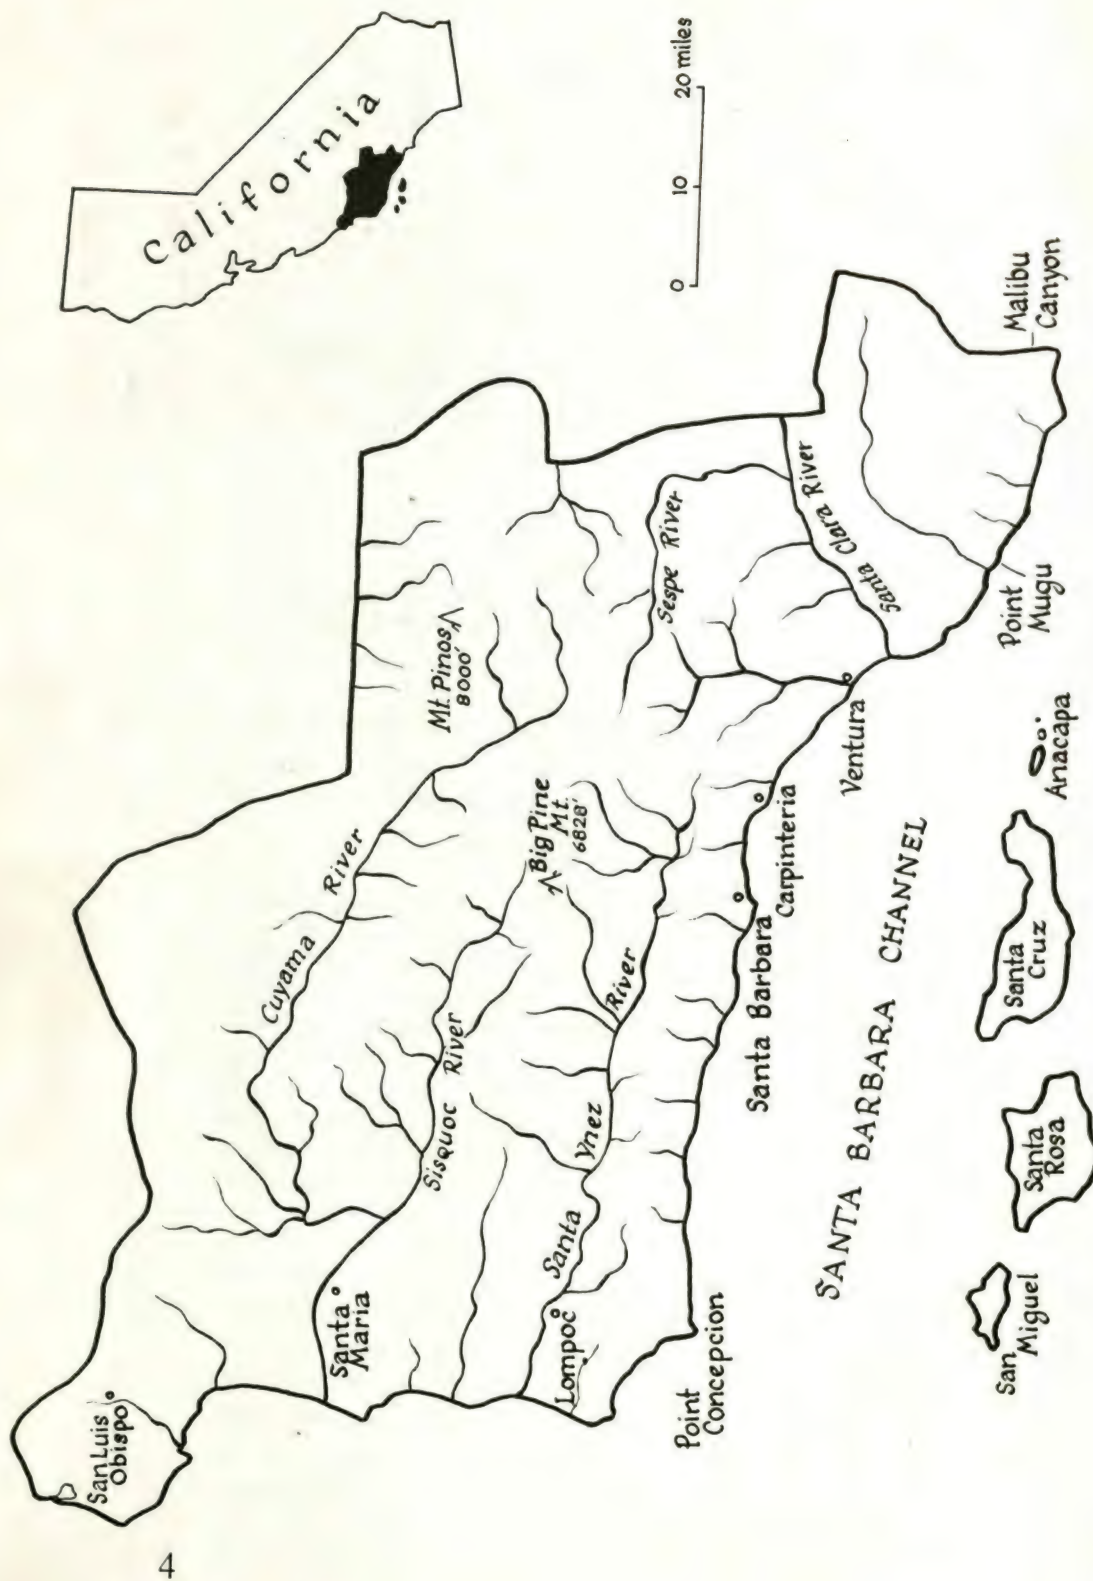 4
California
0 10 20 miles
San Luis
Obispo
Santa
Maria
Cuyama River
Mt. Pinos
8000'
Sisquoc River
Big Pine
Mt.
6828'
Lompoc
Santa Ynez River
Sespe River
Santa Clara River
Point
Concepcion
Santa Barbara
Carpinteria
Ventura
Point
Mugu
Malibu
Canyon
SANTA BARBARA CHANNEL
San
Miguel
Santa
Rosa
Santa
Cruz
Anacapa